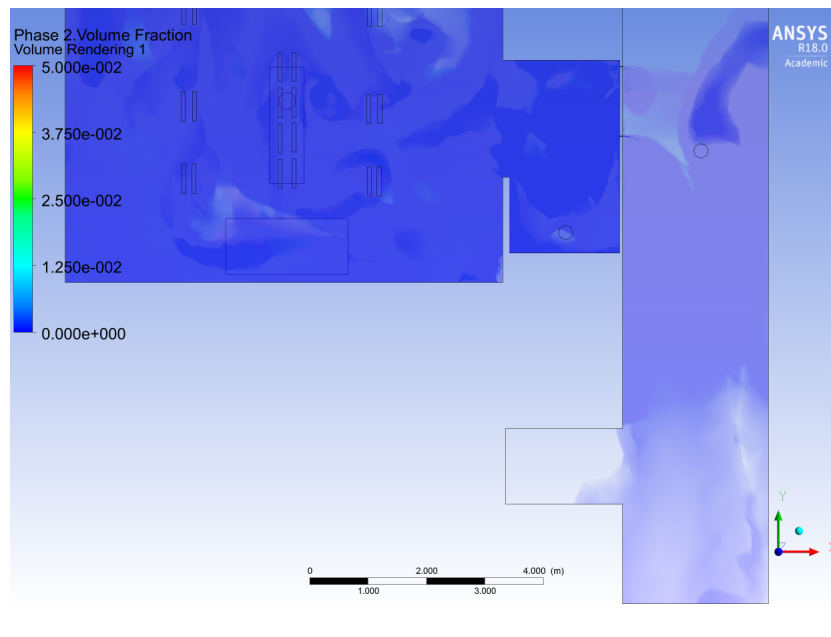 Phase 2.Volume Fraction
Volume Rendering 1
5.000e-002
3.750e-002
2.500e-002
1.250e-002
0.000e+000
ANSYS
R18.0
Academic
Y
Z
X
0 2.000 4.000 (m)
1.000 3.000